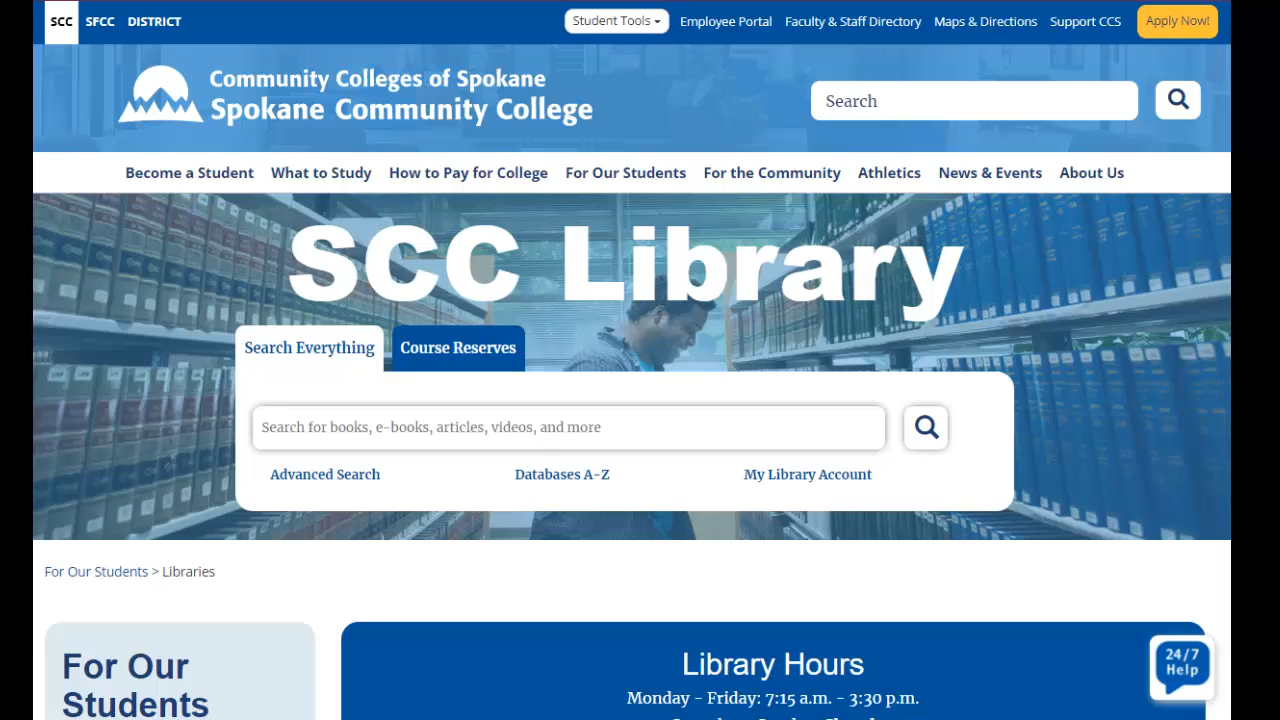 SCC SFCC DISTRICT Student Tools Employee Portal Faculty & Staff Directory Maps & Directions Support CCS Apply Now!
Community Colleges of Spokane
Spokane Community College
Search
Become a Student What to Study How to Pay for College For Our Students For the Community Athletics News & Events About Us
SCC Library
Search Everything Course Reserves
Search for books, e-books, articles, videos, and more
Advanced Search Databases A-Z My Library Account
For Our Students > Libraries
For Our
Students
Library Hours
Monday - Friday: 7:15 a.m. - 3:30 p.m.
24/7
Help